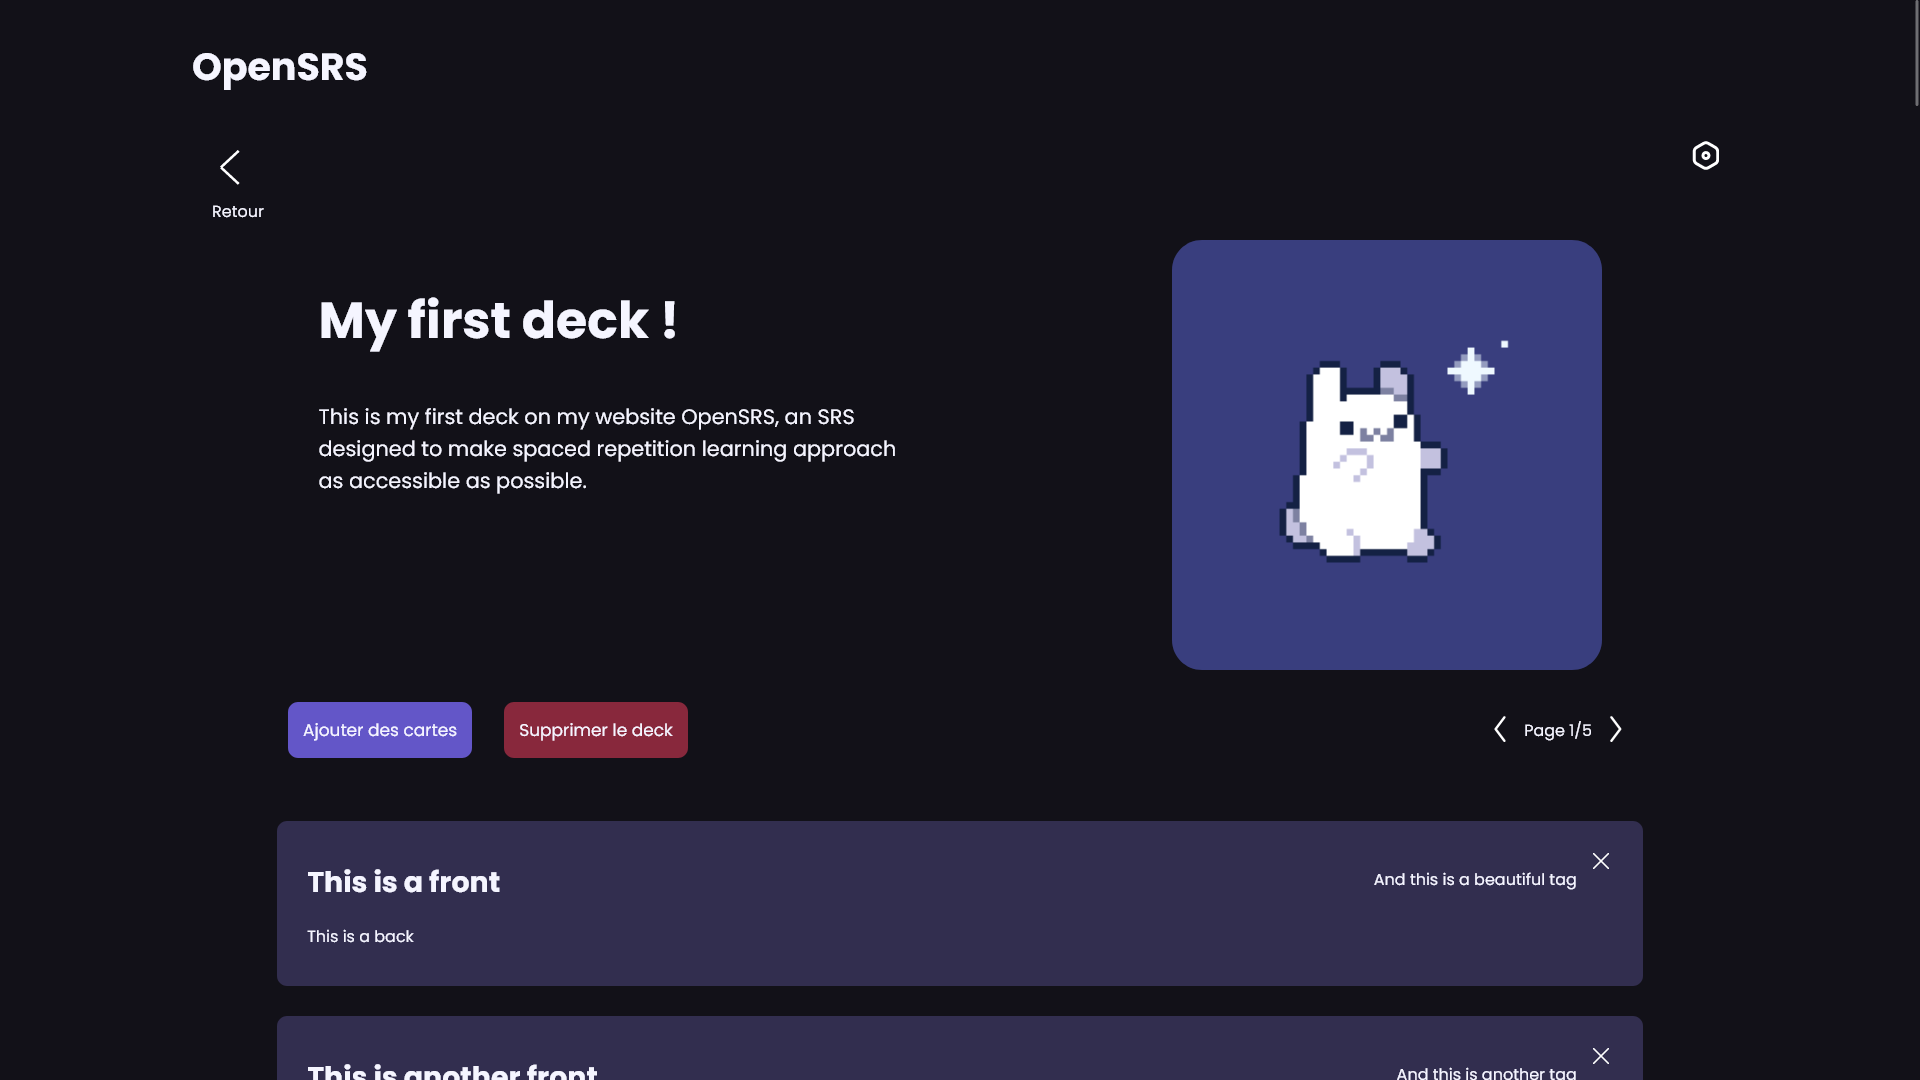 OpenSRS
Retour
My first deck !
This is my first deck on my website OpenSRS, an SRS
designed to make spaced repetition learning approach
as accessible as possible.
Ajouter des cartes
Supprimer le deck
Page 1/5
This is a front
And this is a beautiful tag
This is a back
This is another front
And this is another tag